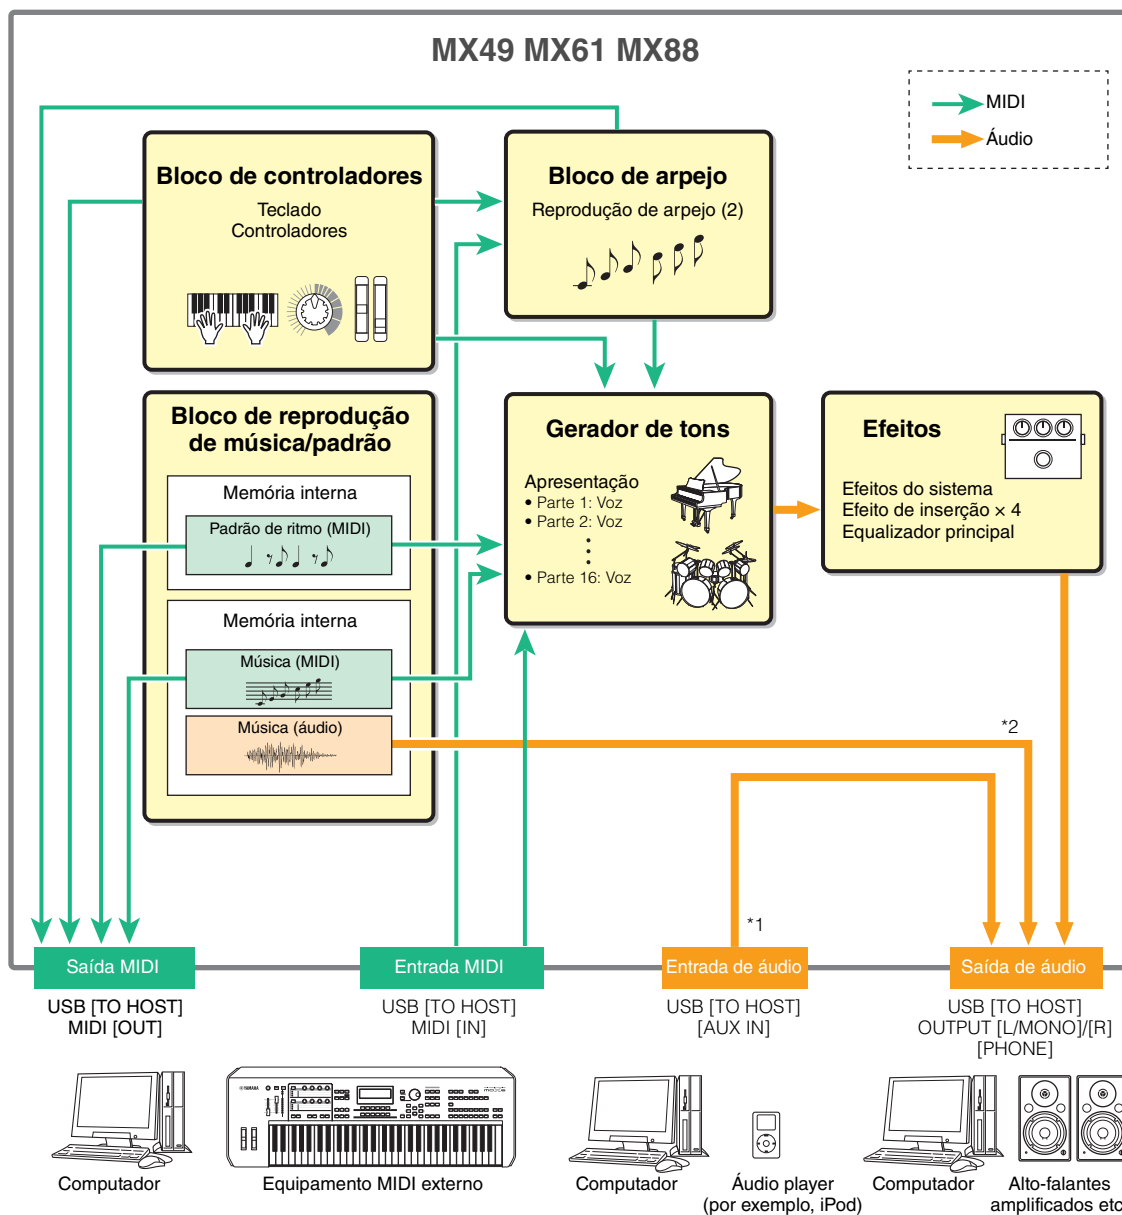 MX49 MX61 MX88
MIDI
Áudio
Bloco de controladores
Teclado
Controladores
Bloco de arpejo
Reprodução de arpejo (2)
Bloco de reprodução
de música/padrão
Memória interna
Padrão de ritmo (MIDI)
Memória interna
Música (MIDI)
Música (áudio)
Gerador de tons
Apresentação
• Parte 1: Voz
• Parte 2: Voz
• Parte 16: Voz
Efeitos
Efeitos do sistema
Efeito de inserção × 4
Equalizador principal
*2
*1
Saída MIDI
Entrada MIDI
Entrada de áudio
Saída de áudio
USB [TO HOST]
MIDI [OUT]
USB [TO HOST]
MIDI [IN]
USB [TO HOST]
[AUX IN]
USB [TO HOST]
OUTPUT [L/MONO]/[R]
[PHONE]
YAMAHA
Computador
Equipamento MIDI externo
Computador
Áudio player
(por exemplo, iPod)
Computador
Alto-falantes
amplificados etc